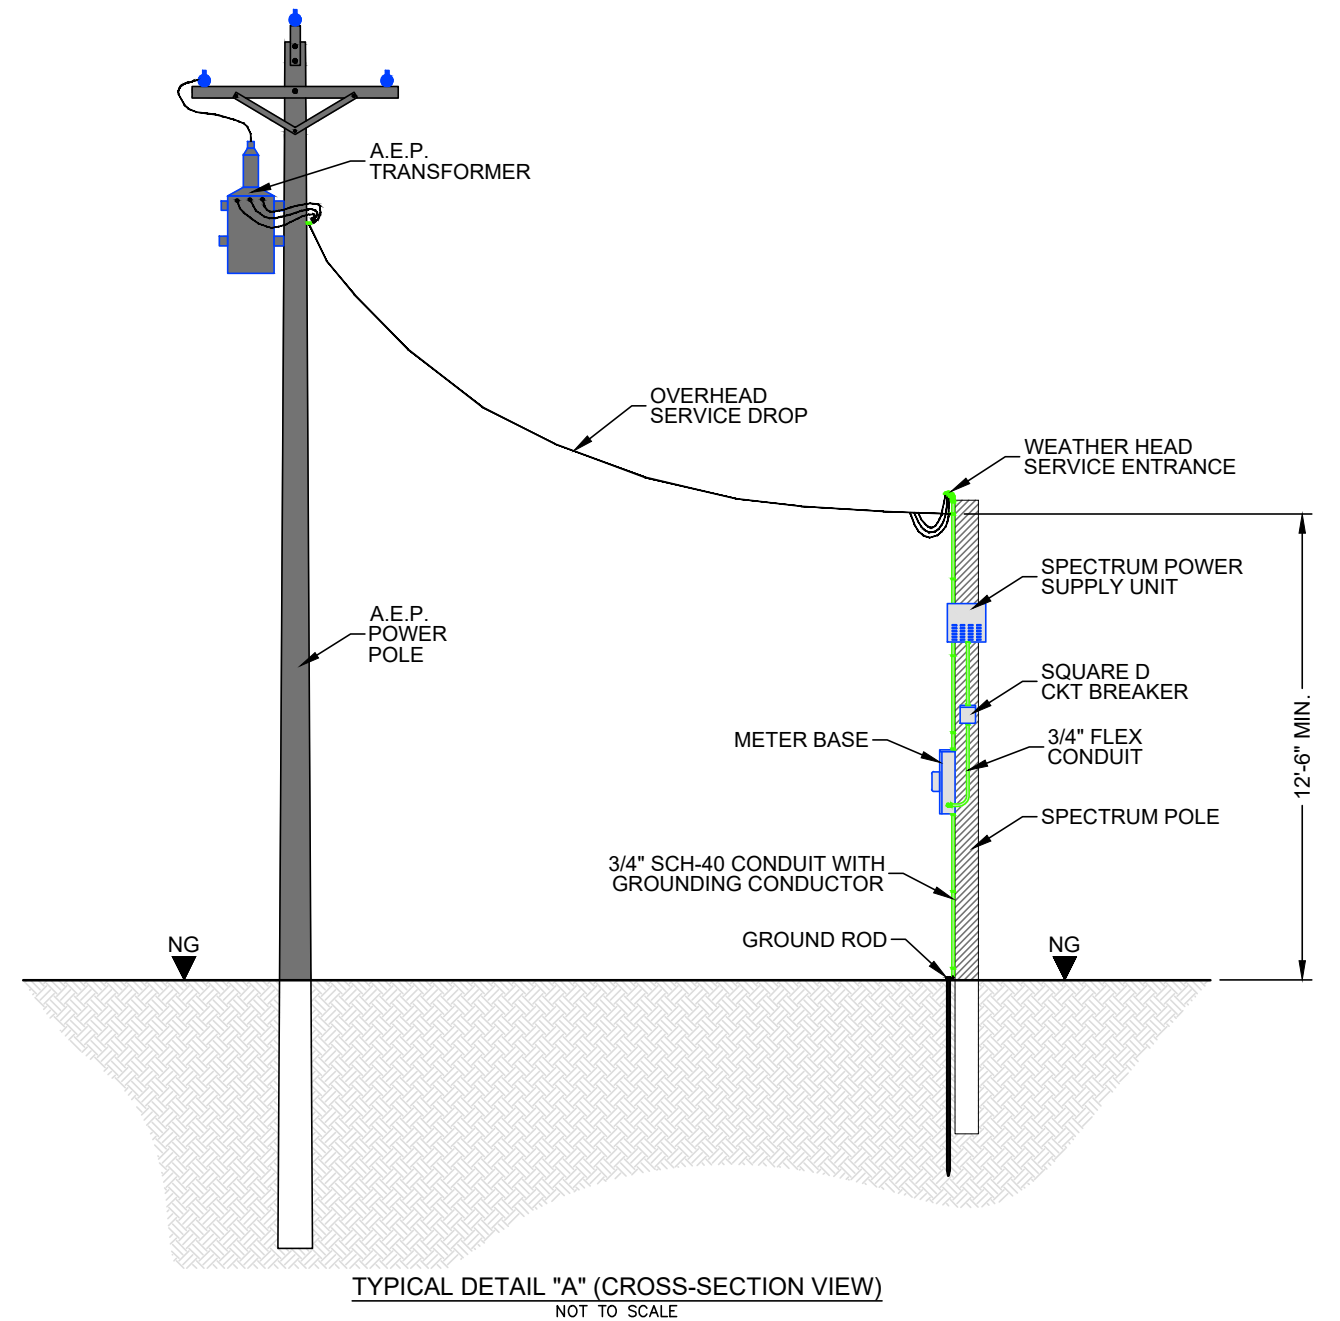 A.E.P.
TRANSFORMER
OVERHEAD
SERVICE DROP
WEATHER HEAD
SERVICE ENTRANCE
SPECTRUM POWER
SUPPLY UNIT
A.E.P.
POWER
POLE
SQUARE D
CKT BREAKER
METER BASE
3/4" FLEX
CONDUIT
12'-6" MIN.
SPECTRUM POLE
3/4" SCH-40 CONDUIT WITH
GROUNDING CONDUCTOR
GROUND ROD
NG
NG
TYPICAL DETAIL "A" (CROSS-SECTION VIEW)
NOT TO SCALE